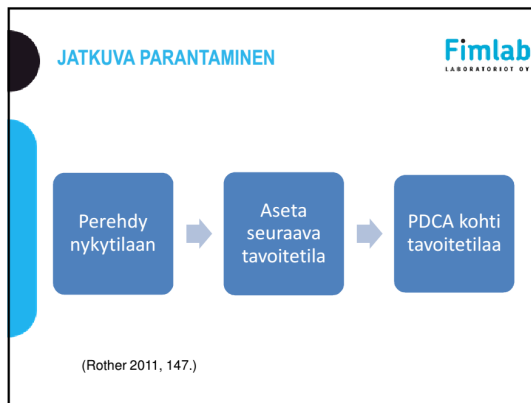 JATKUVA PARANTAMINEN
Fimlab
LABORATORIOT OY
Perehdy
nykytilaan
Aseta
seuraava
tavoitetila
PDCA kohti
tavoitetilaa
(Rother 2011, 147.)